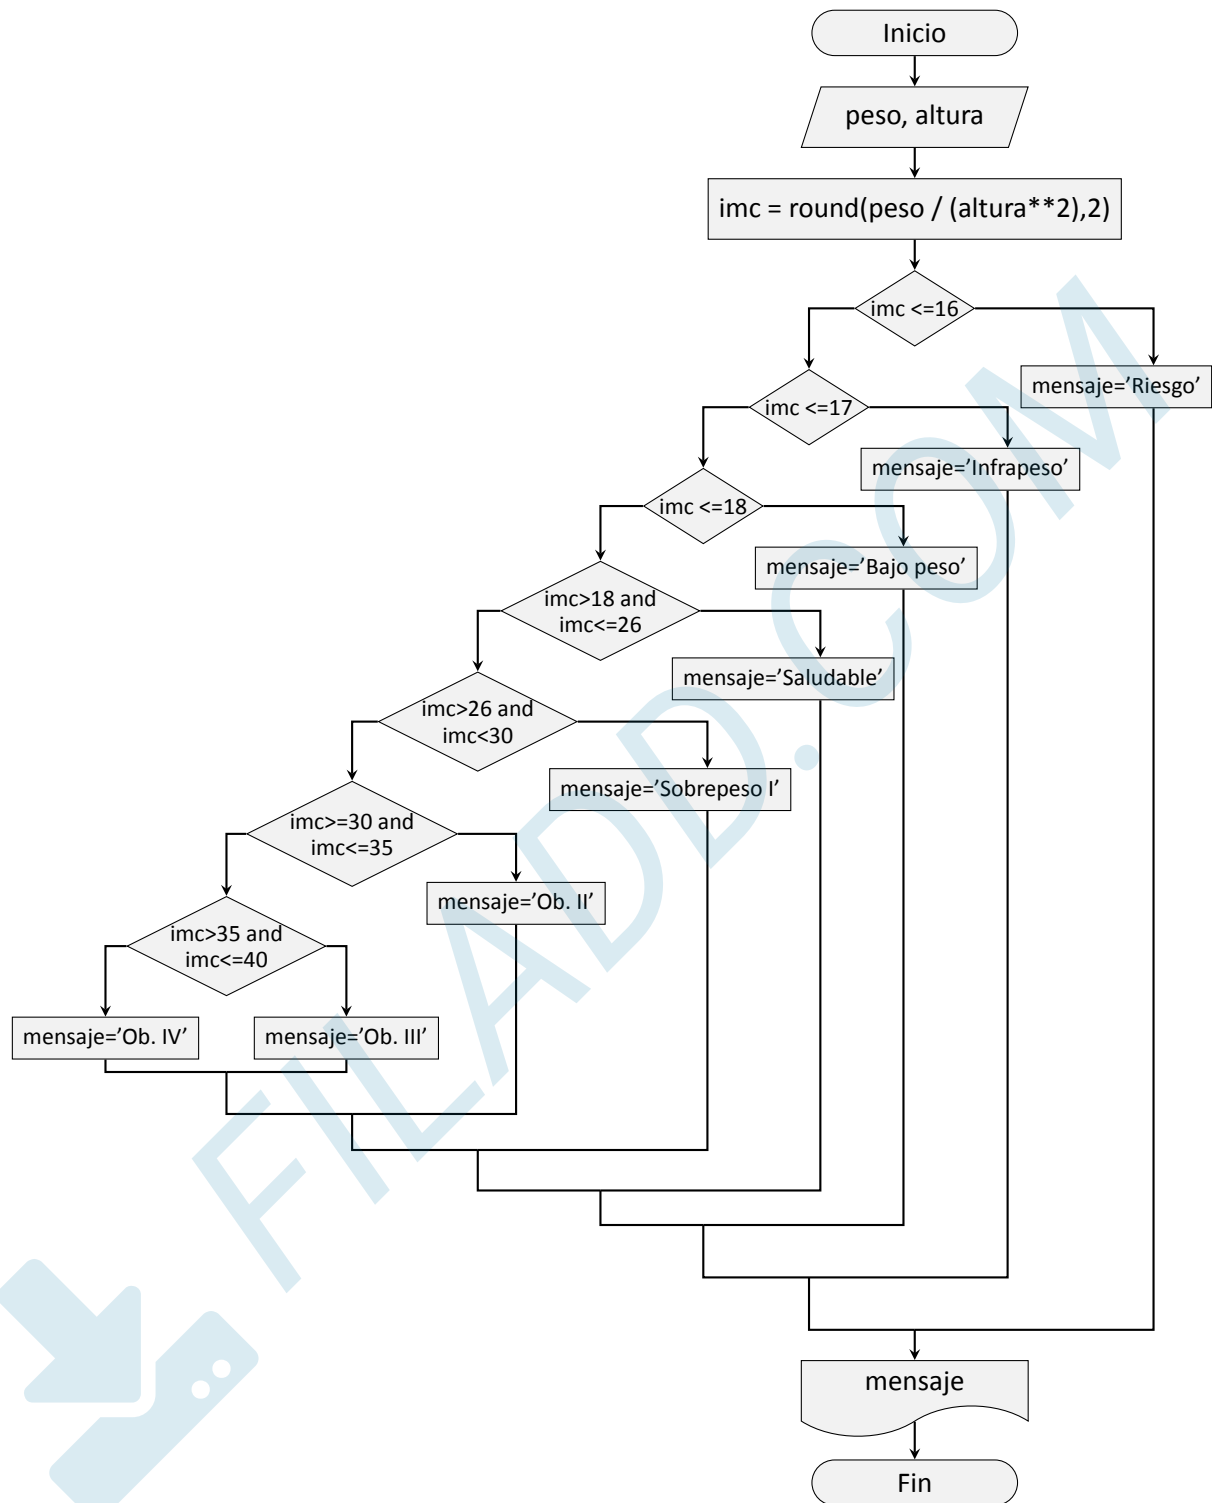 Inicio
peso, altura
imc = round(peso / (altura**2),2)
imc <=16
mensaje=’Riesgo’
imc <=17
mensaje=’Infrapeso’
imc <=18
mensaje=’Bajo peso’
imc>18 and
imc<=26
mensaje=’Saludable’
imc>26 and
imc<30
mensaje=’Sobrepeso I’
imc>=30 and
imc<=35
mensaje=’Ob. II’
imc>35 and
imc<=40
mensaje=’Ob. IV’
mensaje=’Ob. III’
mensaje
Fin
FILADD.COM